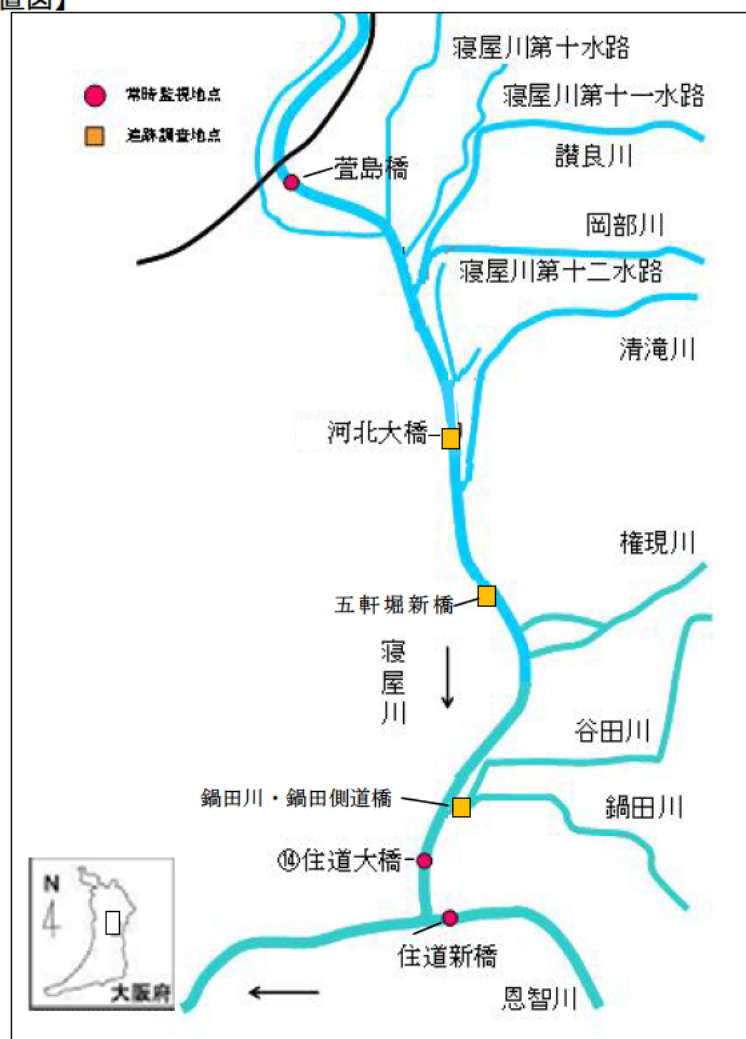 置図】
常時監視地点
追跡調査地点
寝屋川第十水路
寝屋川第十一水路
讃良川
萱島橋
岡部川
寝屋川第十二水路
清滝川
河北大橋
権現川
五軒堀新橋
寝屋川
谷田川
鍋田川・鍋田側道橋
鍋田川
⑭住道大橋
住道新橋
恩智川
N
大阪府